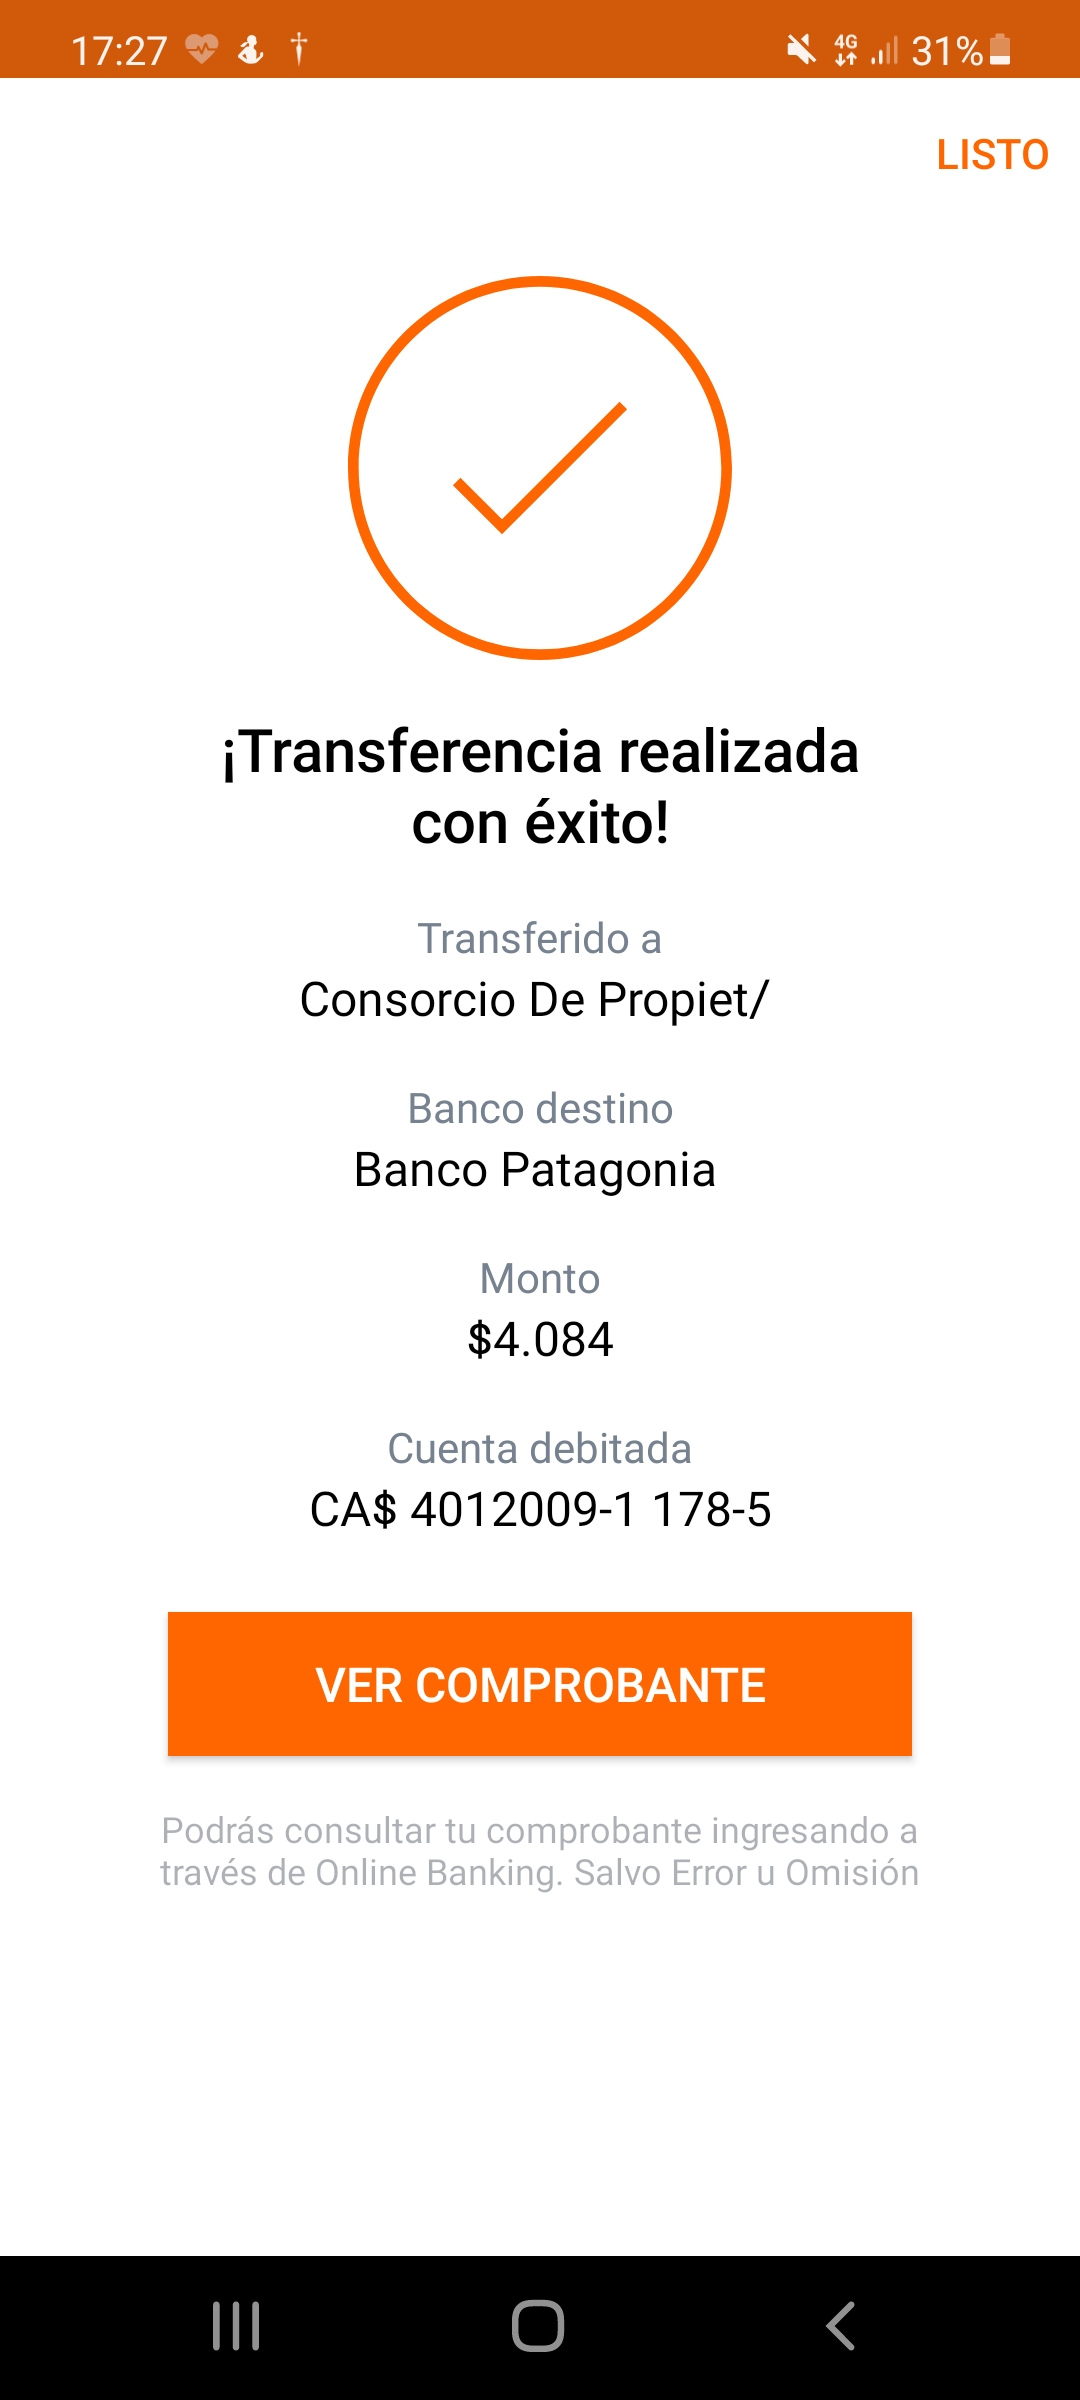 17:27
4G
31%
LISTO
¡Transferencia realizada
con éxito!
Transferido a
Consorcio De Propiet/
Banco destino
Banco Patagonia
Monto
$4.084
Cuenta debitada
CA$ 4012009-1 178-5
VER COMPROBANTE
Podrás consultar tu comprobante ingresando a
través de Online Banking. Salvo Error u Omisión